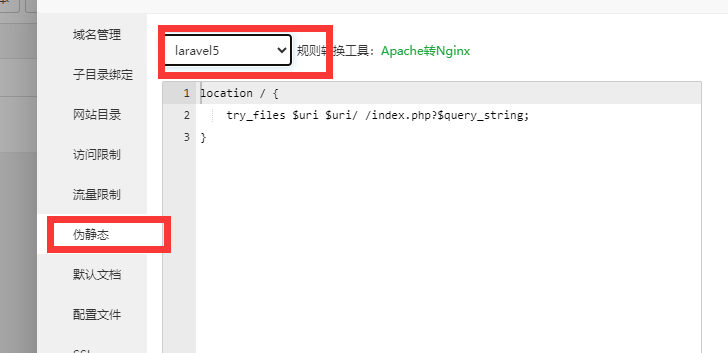 域名管理
子目录绑定
网站目录
访问限制
流量限制
伪静态
默认文档
配置文件
laravel5
规则转换工具：Apache转Nginx
1 location / {
2 try_files $uri $uri/ /index.php?$query_string;
3 }